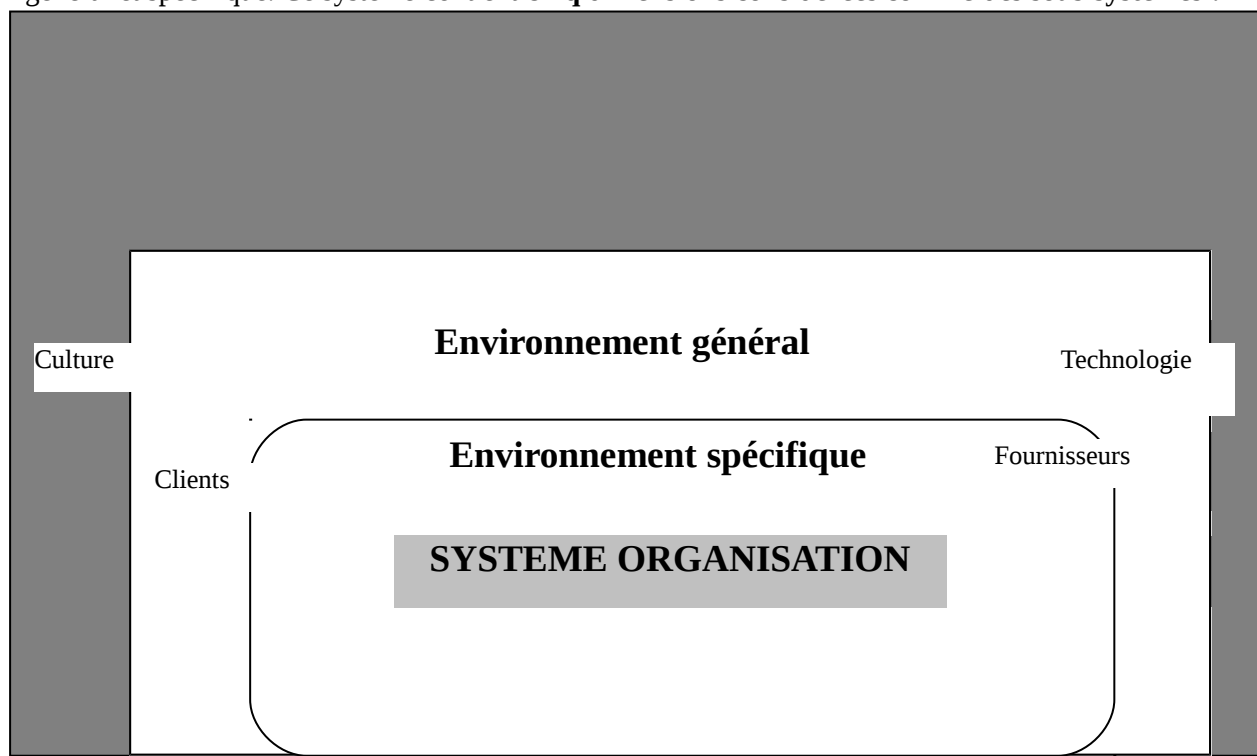 Environnement général
Culture
Technologie
Environnement spécifique
Fournisseurs
Clients
SYSTEME ORGANISATION